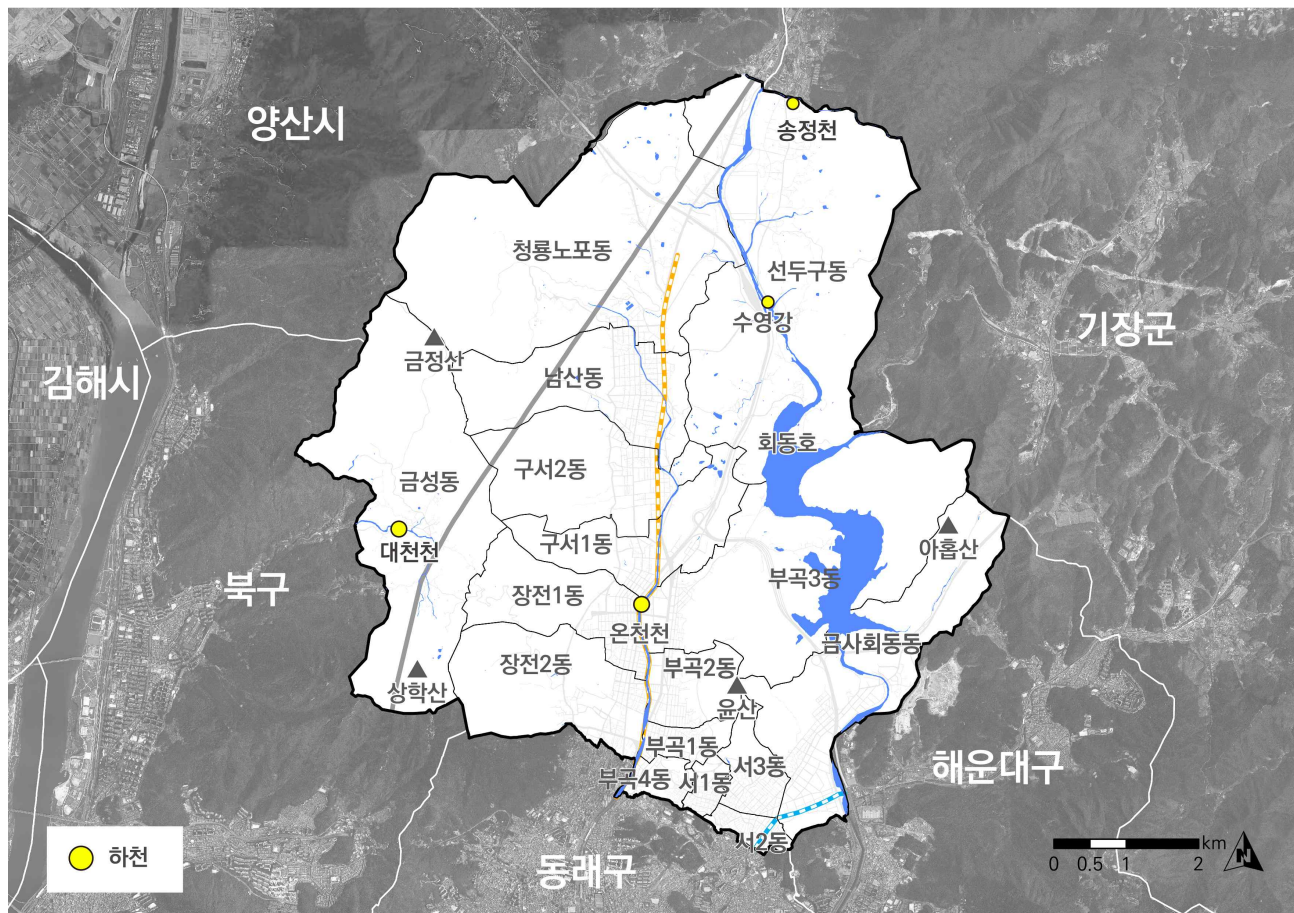 양산시
송정천
청룡노포동
선두구동
수영강
기장군
금정산
김해시
남산동
회동호
구서2동
금성동
구서1동
아홉산
대천천
부곡3동
북구
장전1동
온천천
금사회동동
장전2동
부곡2동
상학산
윤산
부곡1동
서3동
해운대구
부곡4동
서1동
서2동
하천
동래구
km
0 0.5 1 2
N